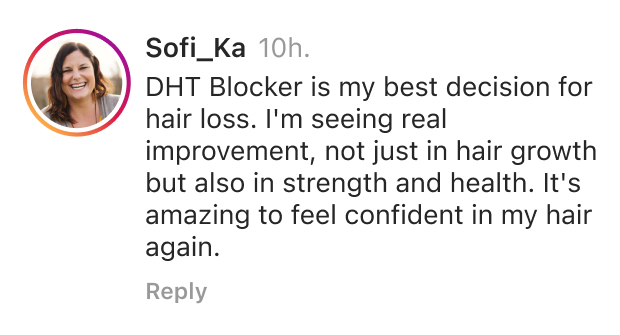 Sofi_Ka 10h.
DHT Blocker is my best decision for
hair loss. I'm seeing real
improvement, not just in hair growth
but also in strength and health. It's
amazing to feel confident in my hair
again.
Reply